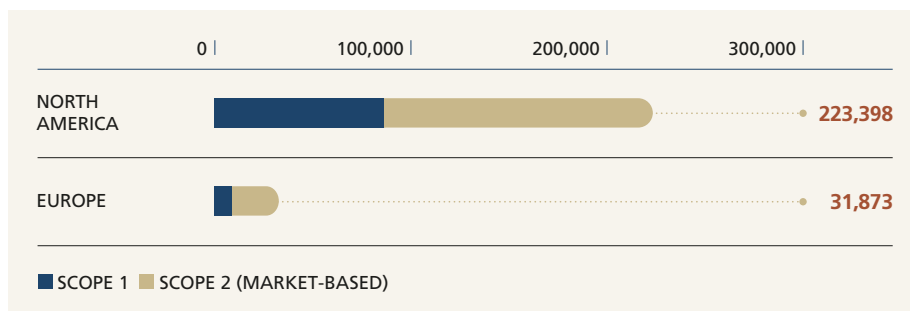 0 100,000 200,000 300,000
NORTH
AMERICA
223,398
EUROPE 31,873
SCOPE 1 SCOPE 2 (MARKET-BASED)